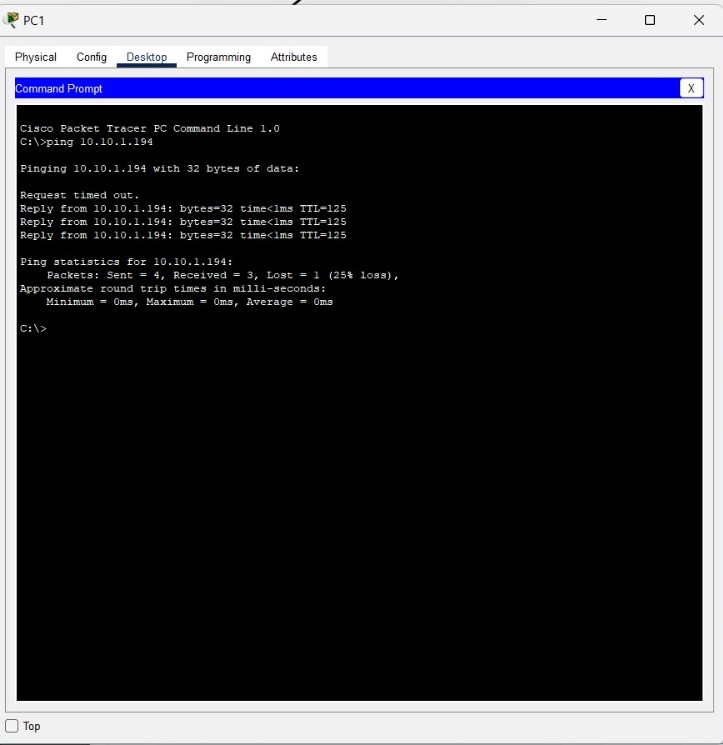 PC1
Physical Config Desktop Programming Attributes
Command Prompt
X
Cisco Packet Tracer PC Command Line 1.0
C:\>ping 10.10.1.194
Pinging 10.10.1.194 with 32 bytes of data:
Request timed out.
Reply from 10.10.1.194: bytes=32 time<1ms TTL=125
Reply from 10.10.1.194: bytes=32 time<1ms TTL=125
Reply from 10.10.1.194: bytes=32 time<1ms TTL=125
Ping statistics for 10.10.1.194:
Packets: Sent = 4, Received = 3, Lost = 1 (25% loss),
Approximate round trip times in milli-seconds:
Minimum = 0ms, Maximum = 0ms, Average = 0ms
C:\>
Top